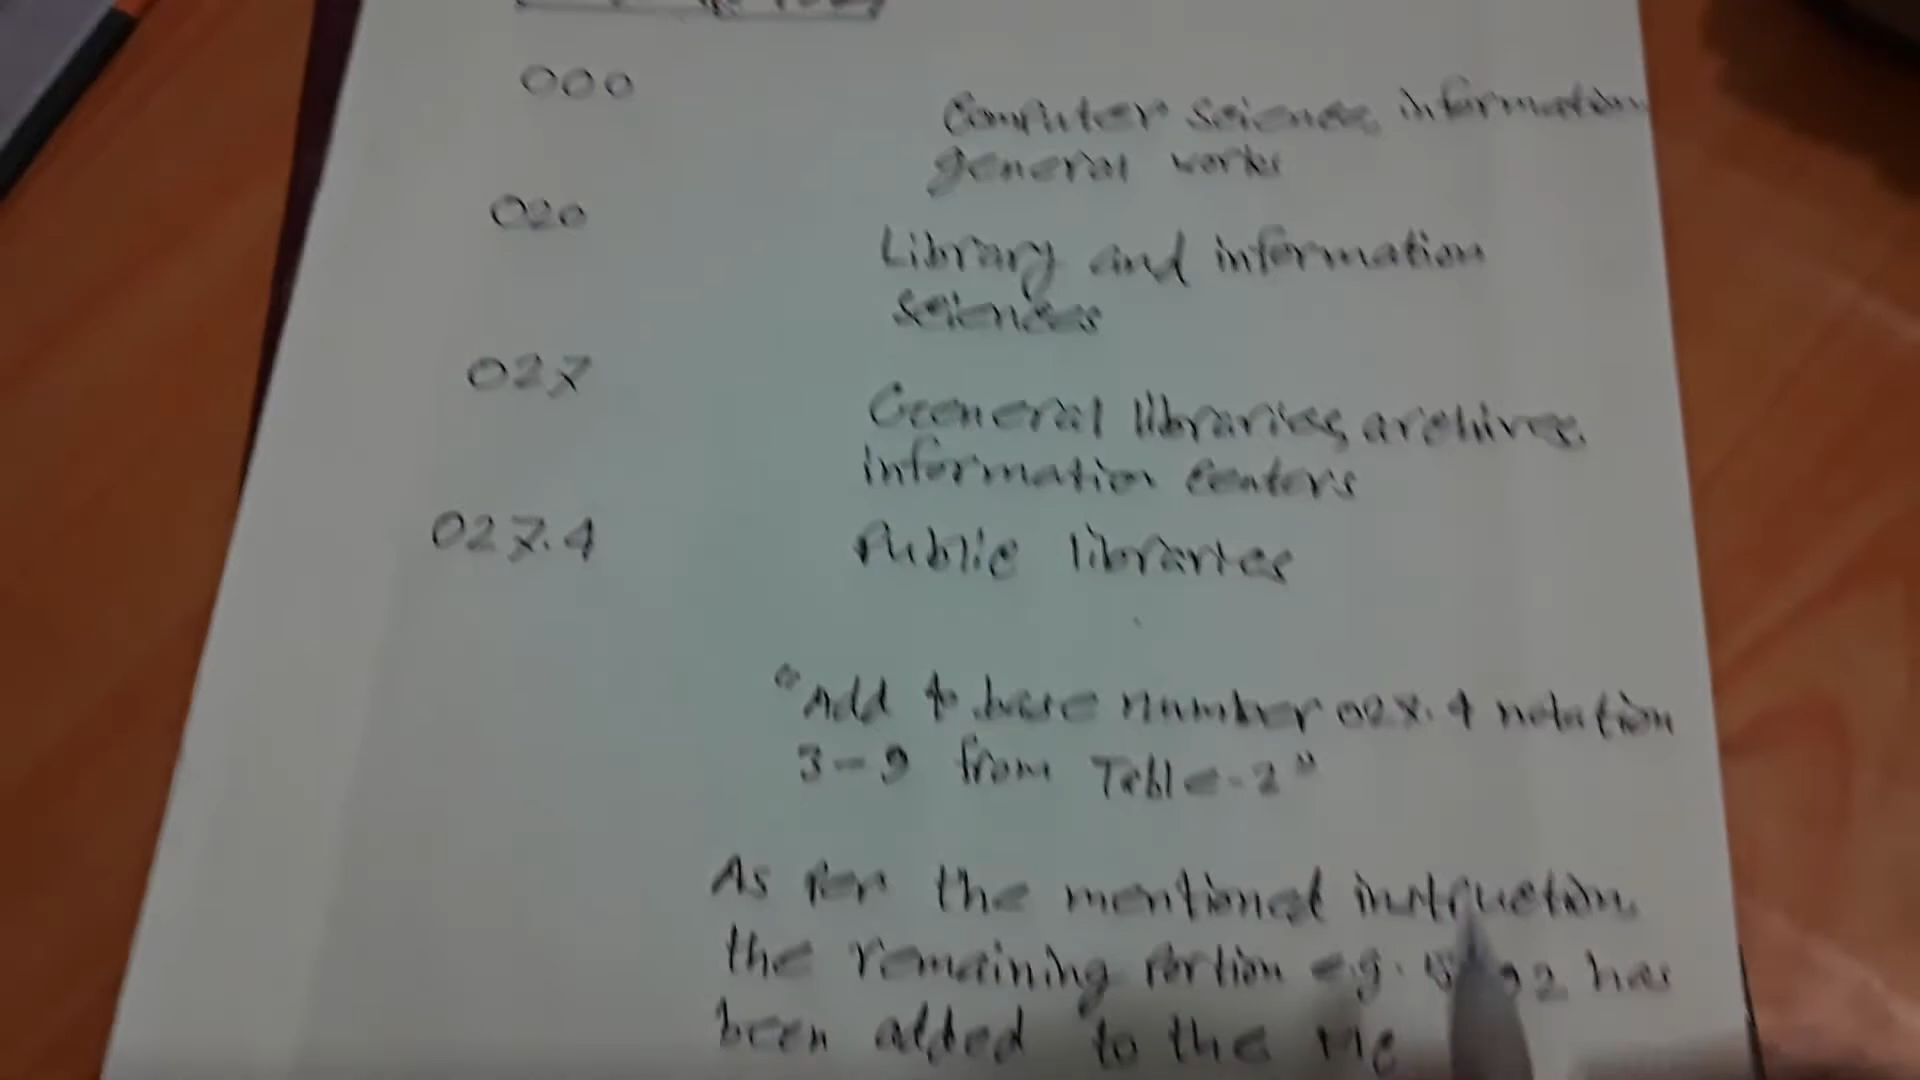 000
Computer Science, information
general works
020
Library and information
Sciences
027
General libraries, archives,
information centers
027.4
Public libraries
"Add to base number 027.4 notation
3-9 from Table-2"
As per the mentioned instruction,
the remaining portion e.g. has
been added to the